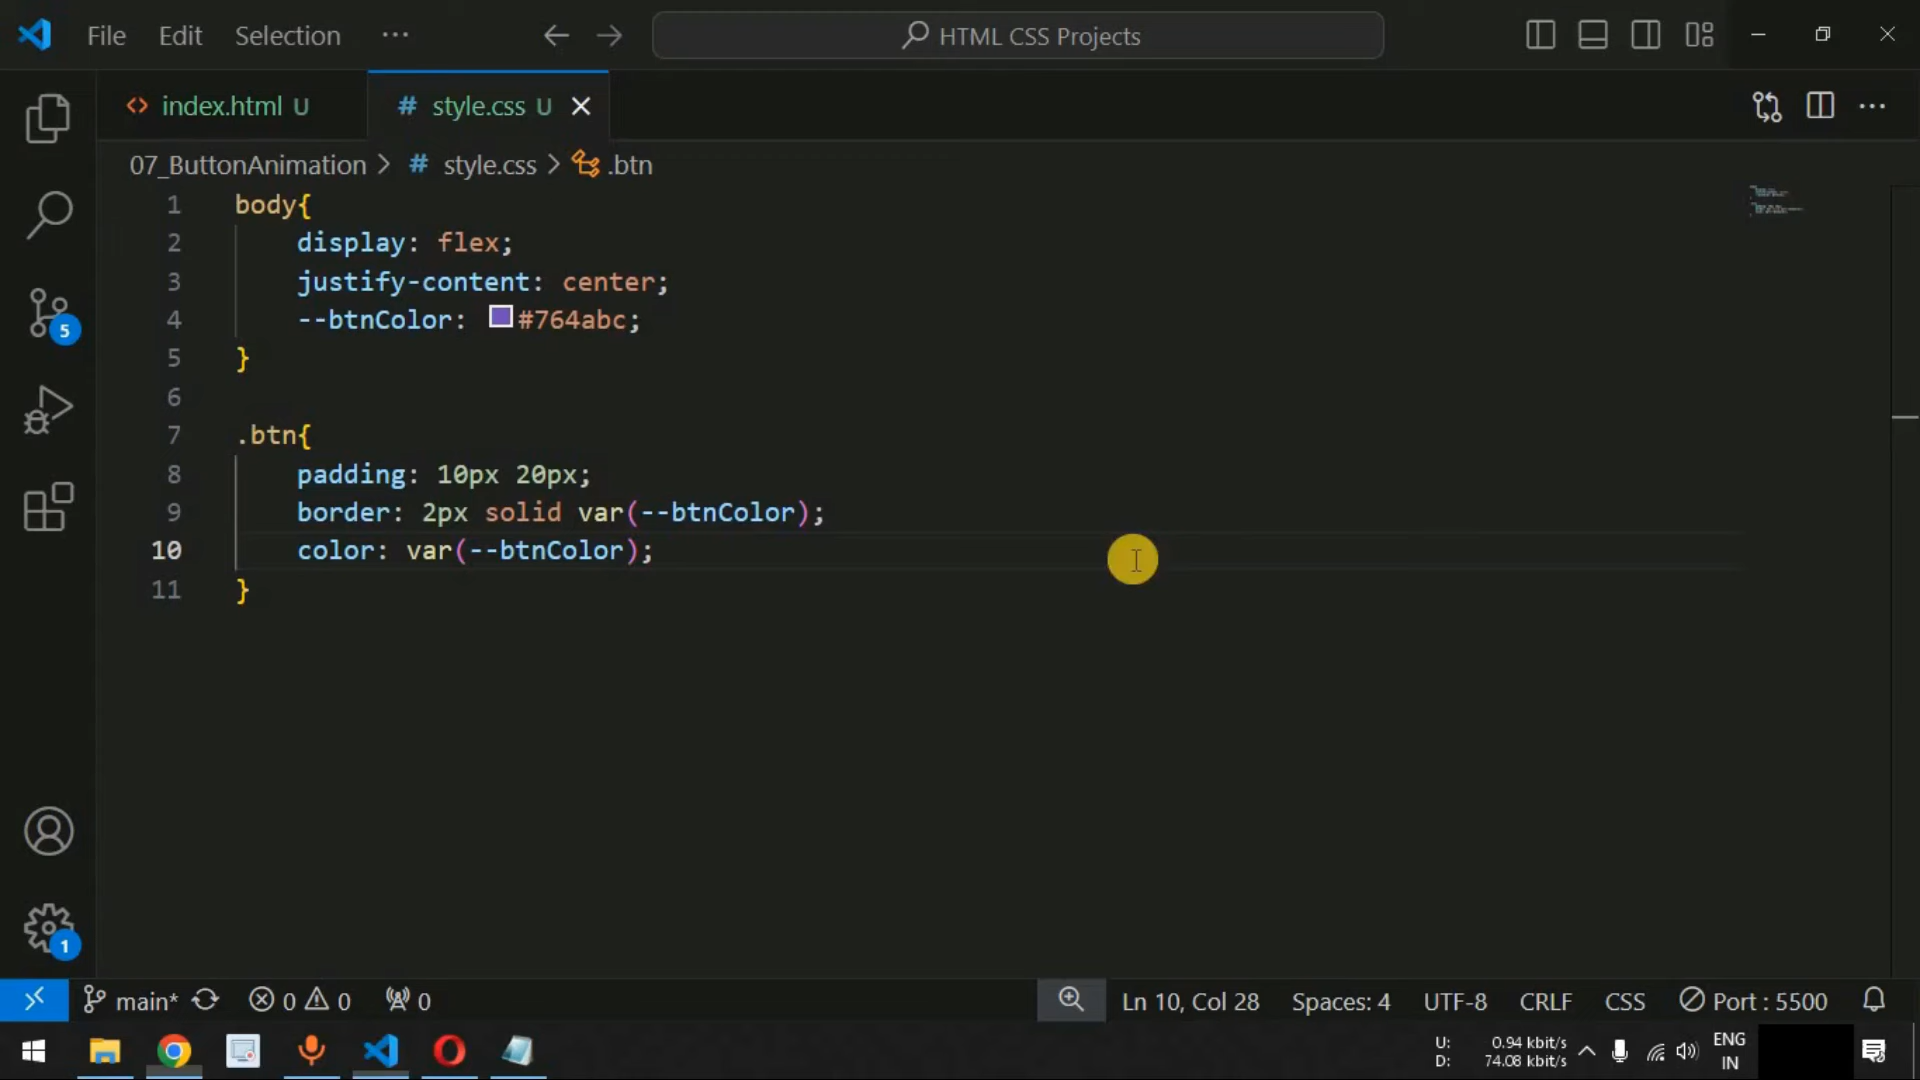 File Edit Selection ··· HTML CSS Projects
index.html U # style.css U
07_ButtonAnimation > # style.css > .btn
1 body{
2 display: flex;
3 justify-content: center;
4 --btnColor: #764abc;
5 }
6
7 .btn{
8 padding: 10px 20px;
9 border: 2px solid var(--btnColor);
10 color: var(--btnColor);
11 }
5
1
main* 0 0 0 Ln 10, Col 28 Spaces: 4 UTF-8 CRLF CSS Port : 5500
U: 0.94 kbit/s ENG
D: 74.08 kbit/s IN